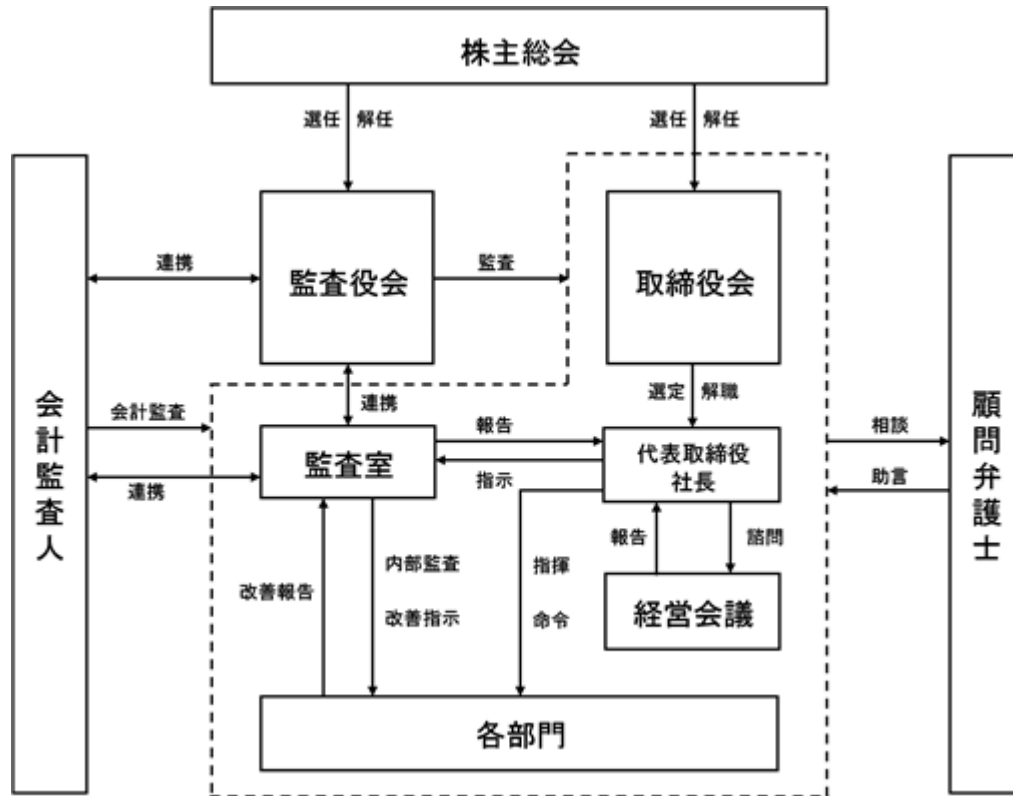 株主総会
選任 解任
選任 解任
監査役会
取締役会
連携
監査
会計監査人
顧問弁護士
連携
選定 解職
会計監査
報告
相談
監査室
代表取締役
社長
連携
指示
助言
報告
諮問
内部監査
指揮
改善報告
経営会議
改善指示
命令
各部門